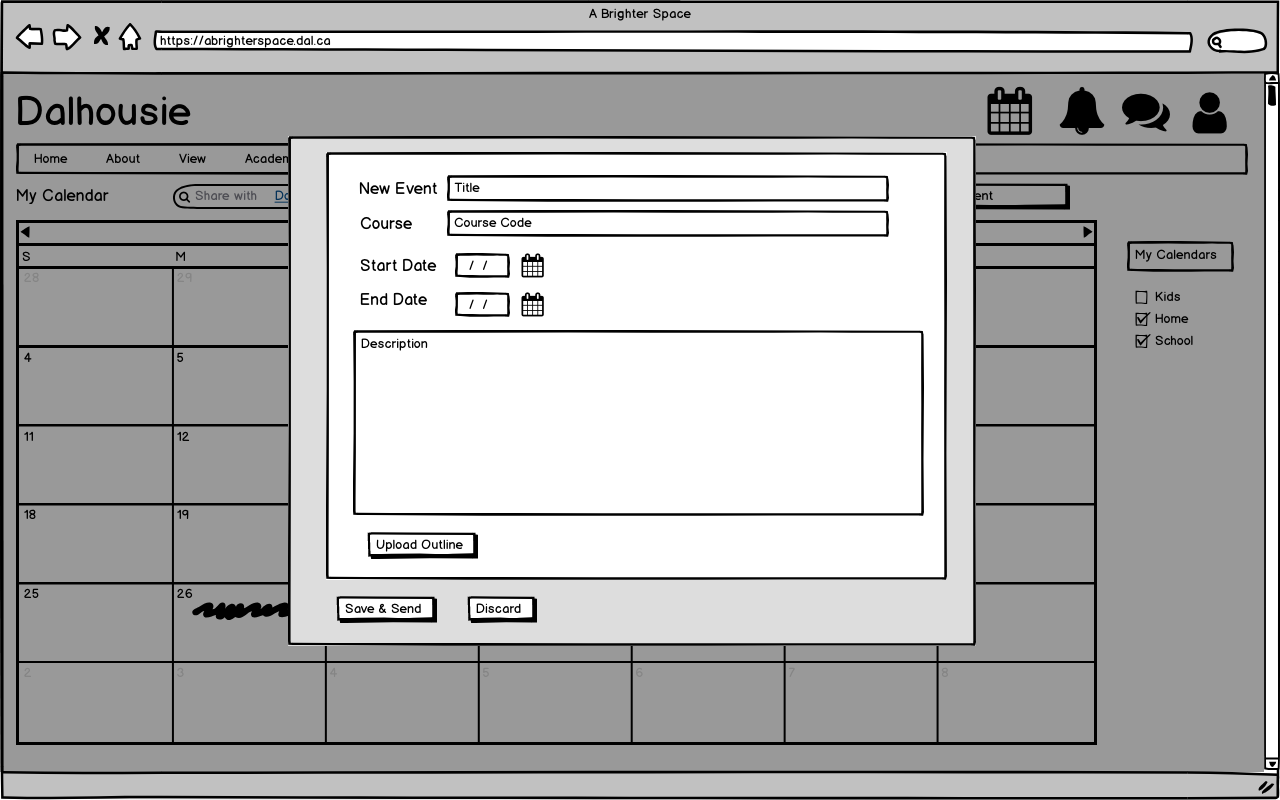 A Brighter Space
https://abrighterspace.dal.ca
Dalhousie
Home About View Academ
My Calendar Share with Da ent
S M
My Calendars
Kids
Home
School
28 29
4 5
11 12
18 19
25 26
2 3 4 5 6 7 8
New Event Title
Course Course Code
Start Date / /
End Date / /
Description
Upload Outline
Save & Send Discard